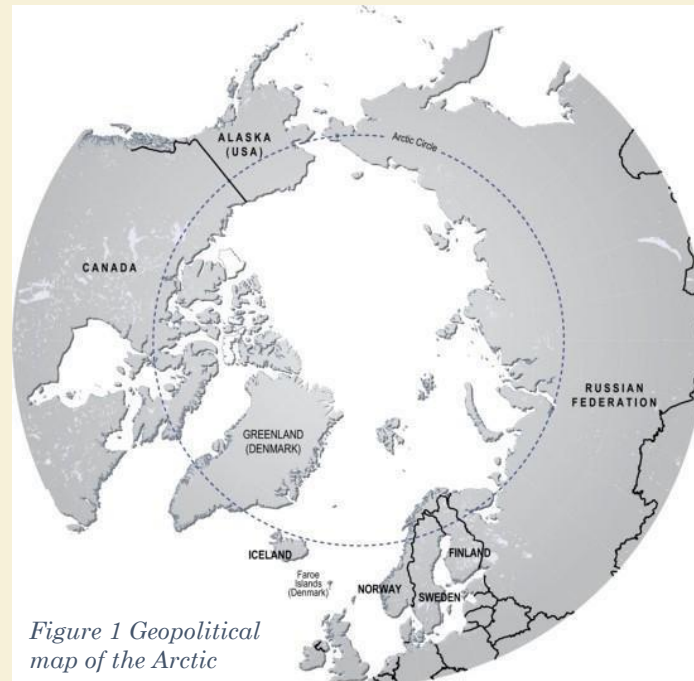 ALASKA
(USA)
Arctic Circle
CANADA
RUSSIAN
FEDERATION
GREENLAND
(DENMARK)
ICELAND
FINLAND
Faroe
Islands
(Denmark)
NORWAY
SWEDEN
Figure 1 Geopolitical
map of the Arctic